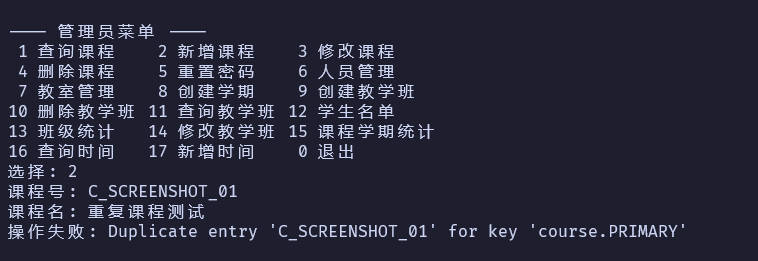 ──── 管理员菜单 ────
1 查询课程 2 新增课程 3 修改课程
4 删除课程 5 重置密码 6 人员管理
7 教室管理 8 创建学期 9 创建教学班
10 删除教学班 11 查询教学班 12 学生名单
13 班级统计 14 修改教学班 15 课程学期统计
16 查询时间 17 新增时间 0 退出
选择: 2
课程号: C_SCREENSHOT_01
课程名: 重复课程测试
操作失败: Duplicate entry 'C_SCREENSHOT_01' for key 'course.PRIMARY'